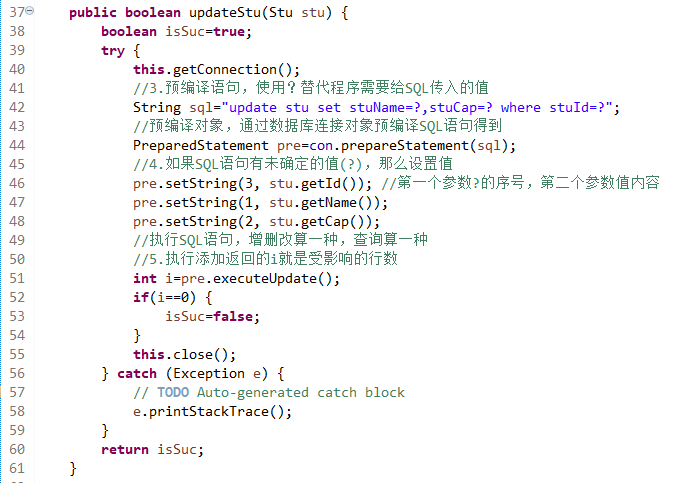 37 public boolean updateStu(Stu stu) {
38 boolean isSuc=true;
39 try {
40 this.getConnection();
41 //3.预编译语句，使用？替代程序需要给SQL传入的值
42 String sql="update stu set stuName=?,stuCap=? where stuId=?";
43 //预编译对象，通过数据库连接对象预编译SQL语句得到
44 PreparedStatement pre=con.prepareStatement(sql);
45 //4.如果SQL语句有未确定的值(?)，那么设置值
46 pre.setString(3, stu.getId()); //第一个参数?的序号，第二个参数值内容
47 pre.setString(1, stu.getName());
48 pre.setString(2, stu.getCap());
49 //执行SQL语句，增删改算一种，查询算一种
50 //5.执行添加返回的i就是受影响的行数
51 int i=pre.executeUpdate();
52 if(i==0) {
53 isSuc=false;
54 }
55 this.close();
56 } catch (Exception e) {
57 // TODO Auto-generated catch block
58 e.printStackTrace();
59 }
60 return isSuc;
61 }